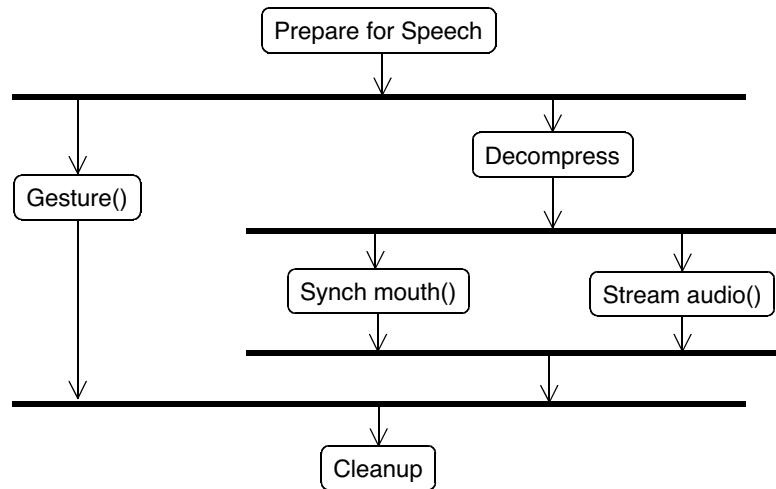 Prepare for Speech
Decompress
Gesture()
Synch mouth()
Stream audio()
Cleanup